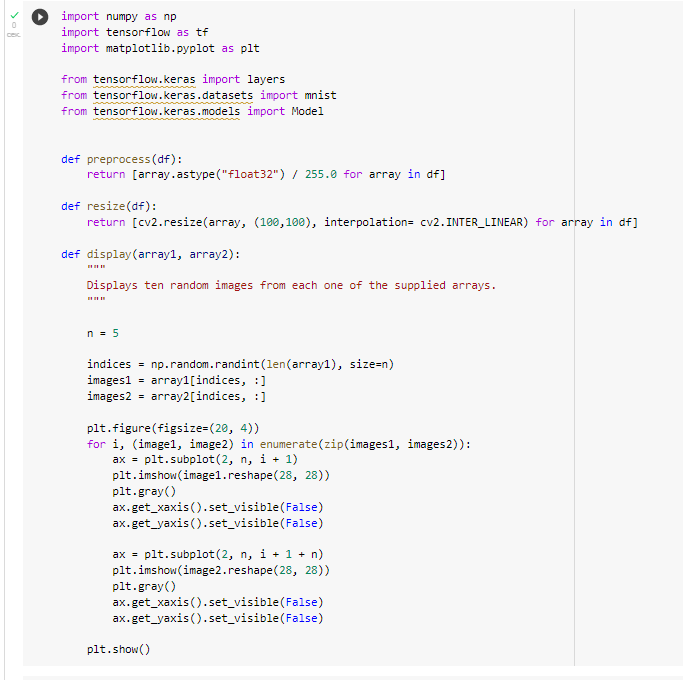 import numpy as np
import tensorflow as tf
import matplotlib.pyplot as plt
from tensorflow.keras import layers
from tensorflow.keras.datasets import mnist
from tensorflow.keras.models import Model
def preprocess(df):
    return [array.astype("float32") / 255.0 for array in df]
def resize(df):
    return [cv2.resize(array, (100,100), interpolation= cv2.INTER_LINEAR) for array in df]
def display(array1, array2):
    """
    Displays ten random images from each one of the supplied arrays.
    """
    n = 5
    indices = np.random.randint(len(array1), size=n)
    images1 = array1[indices, :]
    images2 = array2[indices, :]
    plt.figure(figsize=(20, 4))
    for i, (image1, image2) in enumerate(zip(images1, images2)):
        ax = plt.subplot(2, n, i + 1)
        plt.imshow(image1.reshape(28, 28))
        plt.gray()
        ax.get_xaxis().set_visible(False)
        ax.get_yaxis().set_visible(False)
        ax = plt.subplot(2, n, i + 1 + n)
        plt.imshow(image2.reshape(28, 28))
        plt.gray()
        ax.get_xaxis().set_visible(False)
        ax.get_yaxis().set_visible(False)
    plt.show()